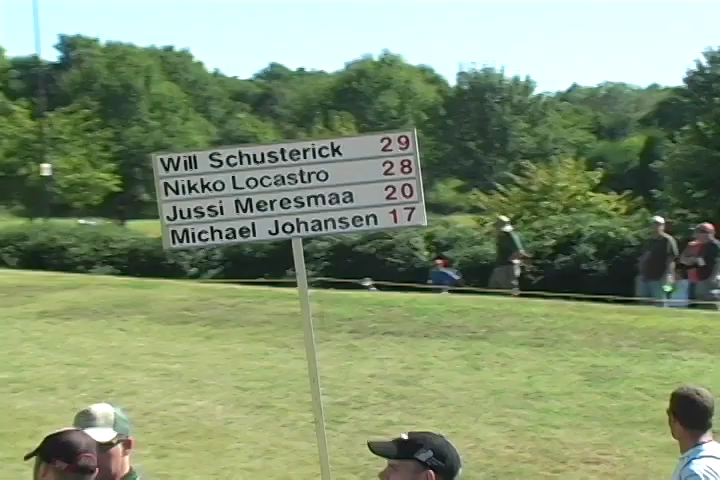 Will Schusterick 29
Nikko Locastro 28
Jussi Meresmaa 20
Michael Johansen 17